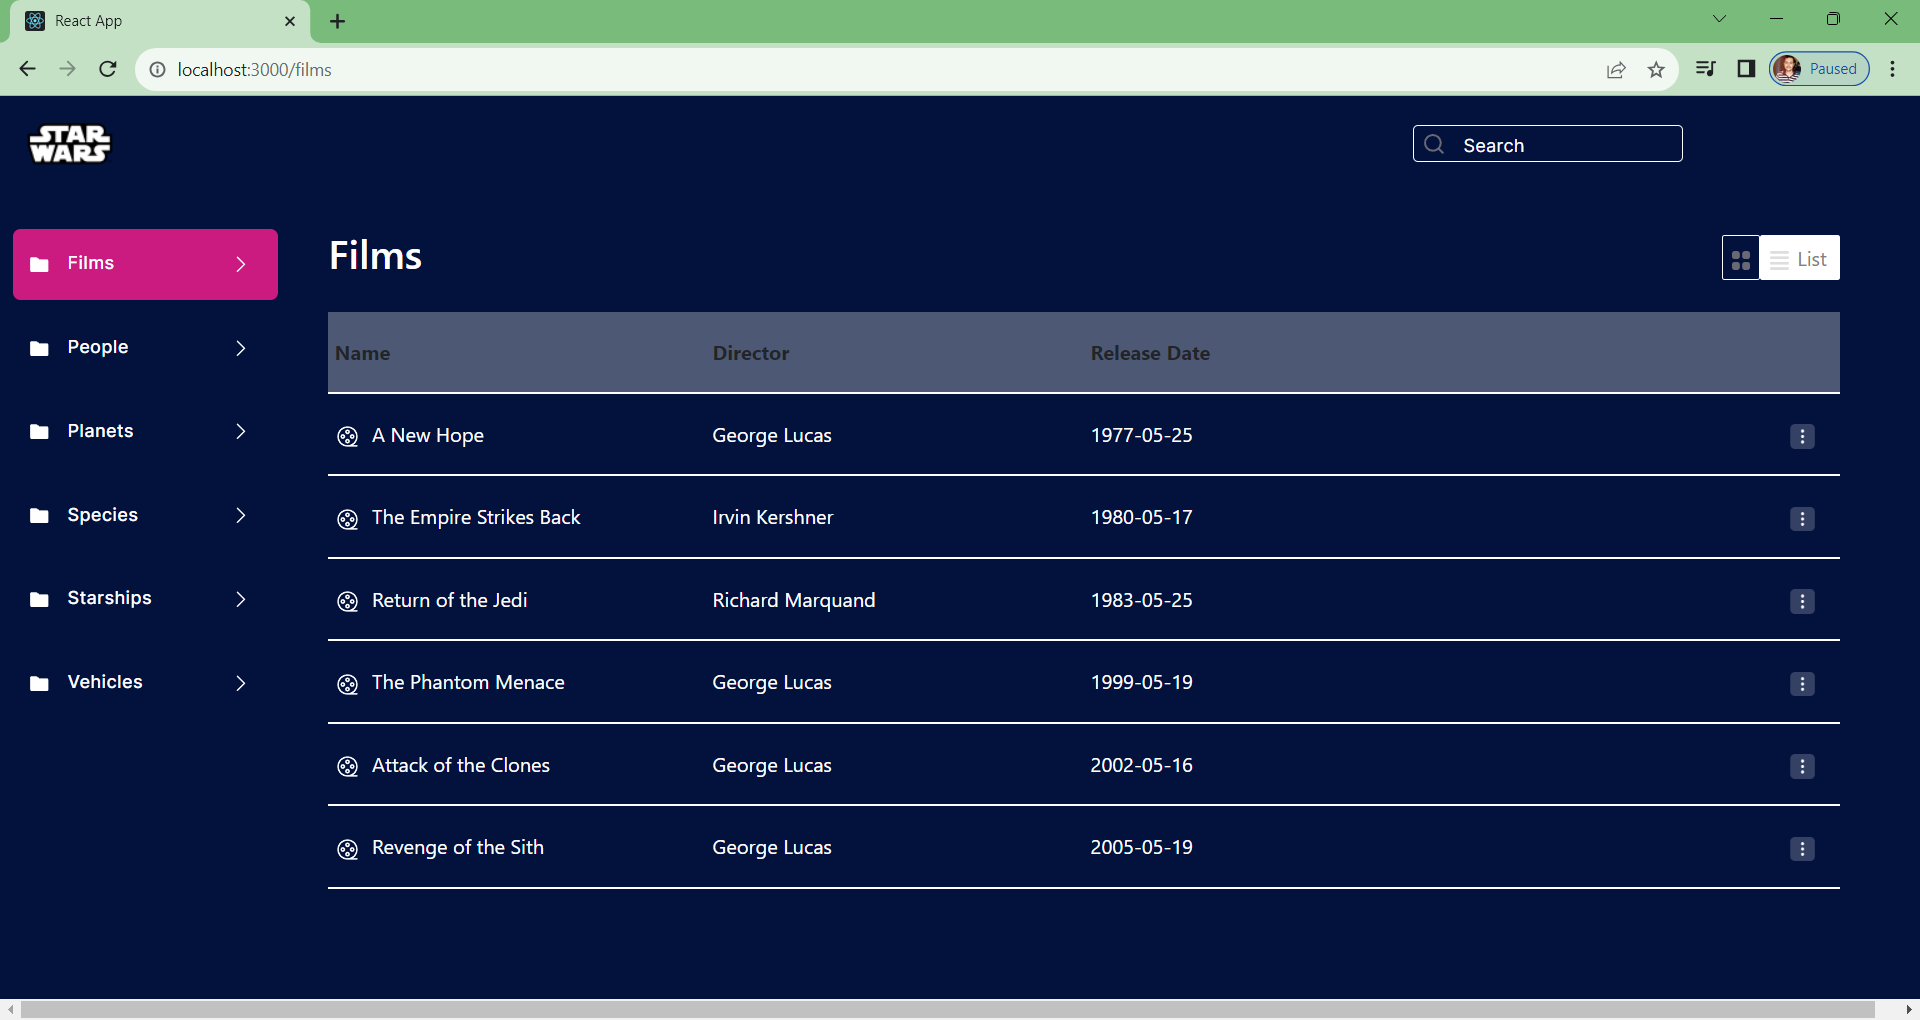 React App
localhost:3000/films
Paused
STAR
WARS
Search
Films
People
Planets
Species
Starships
Vehicles
Films
List
Name Director Release Date
A New Hope George Lucas 1977-05-25
The Empire Strikes Back Irvin Kershner 1980-05-17
Return of the Jedi Richard Marquand 1983-05-25
The Phantom Menace George Lucas 1999-05-19
Attack of the Clones George Lucas 2002-05-16
Revenge of the Sith George Lucas 2005-05-19